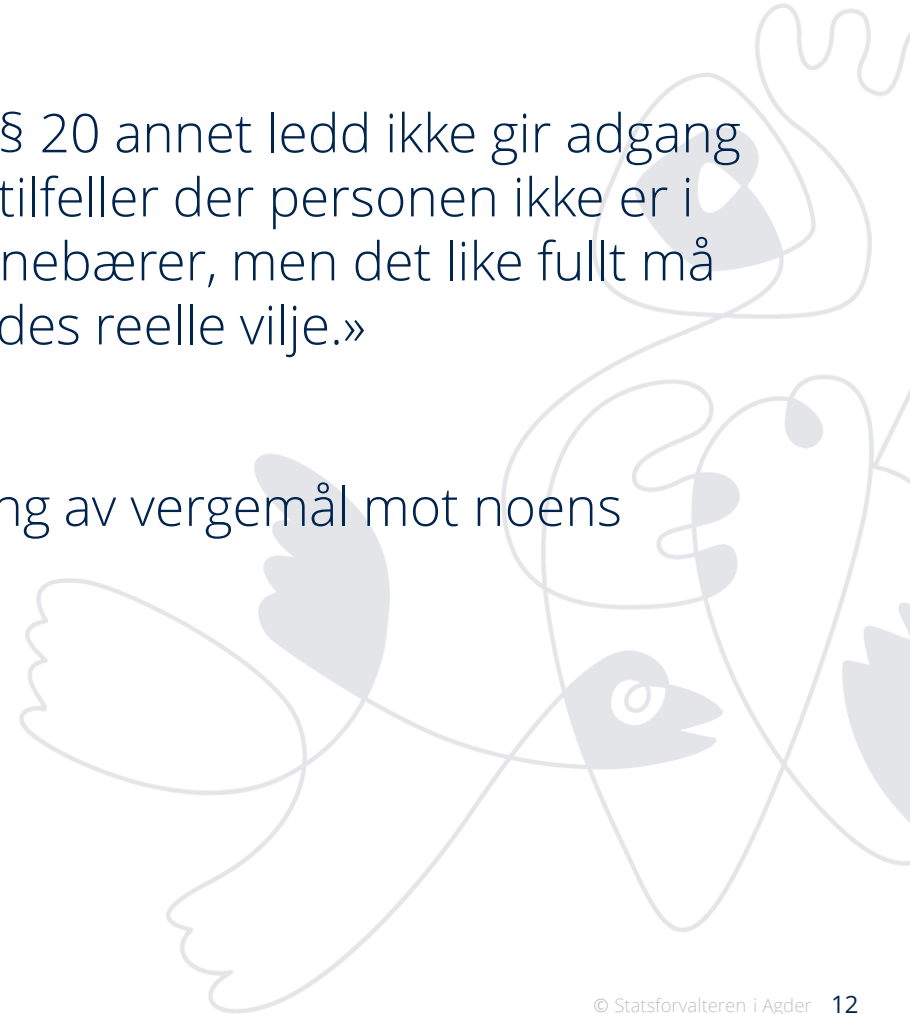 § 20 annet ledd ikke gir adgang
tilfeller der personen ikke er i
nebærer, men det like fullt må
des reelle vilje.»
ng av vergemål mot noens
© Statsforvalteren i Agder 12